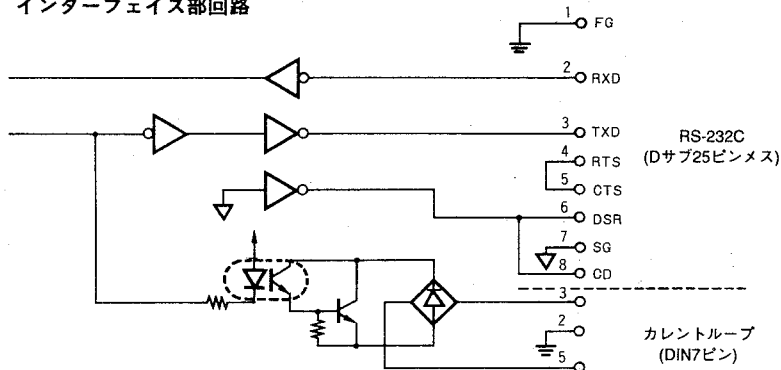 インターフェイス部回路
1 FG
2 RXD
3 TXD
4 RTS
5 CTS
6 DSR
7 SG
8 CD
RS-232C
(Dサブ25ピンメス)
3
2
5
カレントループ
(DIN7ピン)